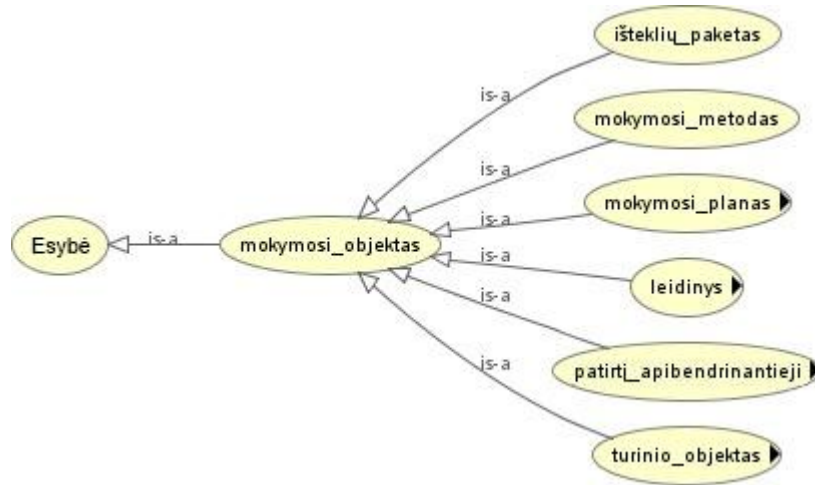 išteklių_paketas
is-a
mokymosi_metodas
is-a
mokymosi_planas
is-a
Esybė
is-a
mokymosi_objektas
is-a
leidinys
is-a
patirtį_apibendrinantieji
is-a
turinio_objektas